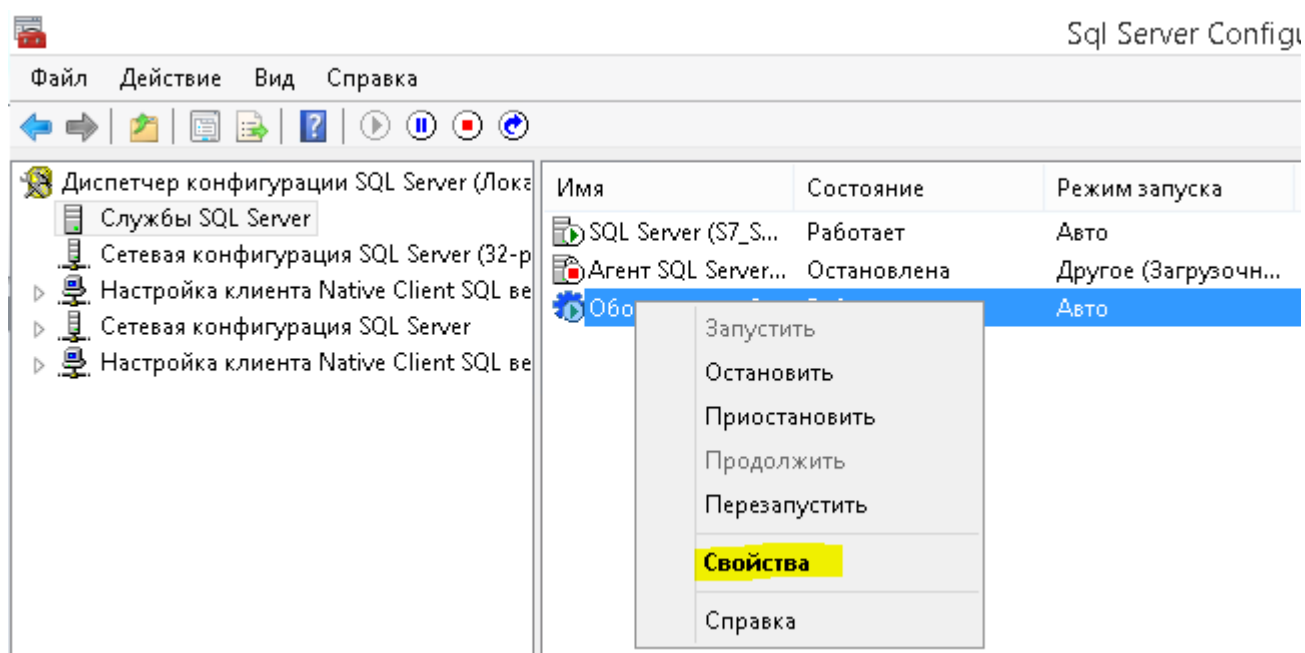 Sql Server Config
Файл Действие Вид Справка
Диспетчер конфигурации SQL Server (Лока
Службы SQL Server
Сетевая конфигурация SQL Server (32-р
Настройка клиента Native Client SQL ве
Сетевая конфигурация SQL Server
Настройка клиента Native Client SQL ве
Имя Состояние Режим запуска
SQL Server (S7_S... Работает Авто
Агент SQL Server... Остановлена Другое (Загрузочн...
Обо Авто
Запустить
Остановить
Приостановить
Продолжить
Перезапустить
Свойства
Справка